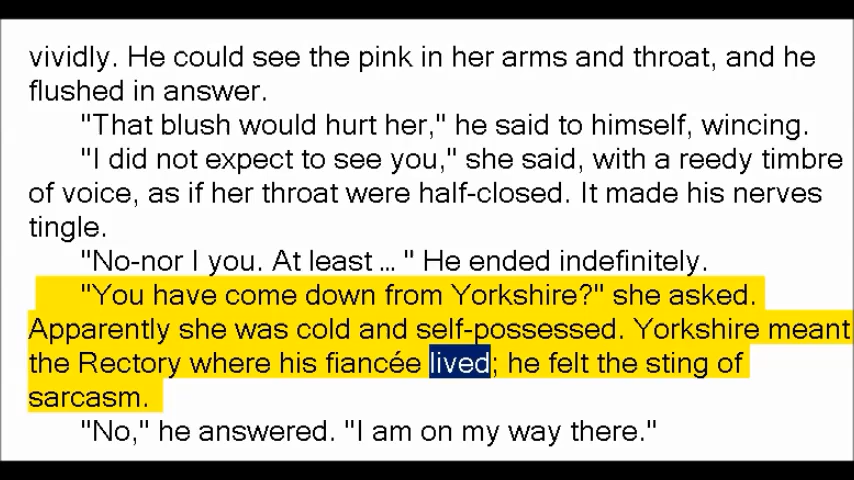 vividly. He could see the pink in her arms and throat, and he
flushed in answer.
"That blush would hurt her," he said to himself, wincing.
"I did not expect to see you," she said, with a reedy timbre
of voice, as if her throat were half-closed. It made his nerves
tingle.
"No-nor I you. At least ... " He ended indefinitely.
"You have come down from Yorkshire?" she asked.
Apparently she was cold and self-possessed. Yorkshire meant
the Rectory where his fiancée lived; he felt the sting of
sarcasm.
"No," he answered. "I am on my way there."